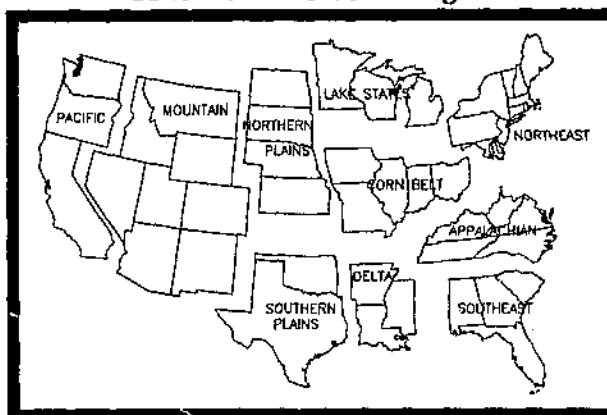 PACIFIC
MOUNTAIN
NORTHERN
PLAINS
LAKE STATES
CORN BELT
NORTHEAST
APPALACHIAN
DELTA
SOUTHERN
PLAINS
SOUTHEAST